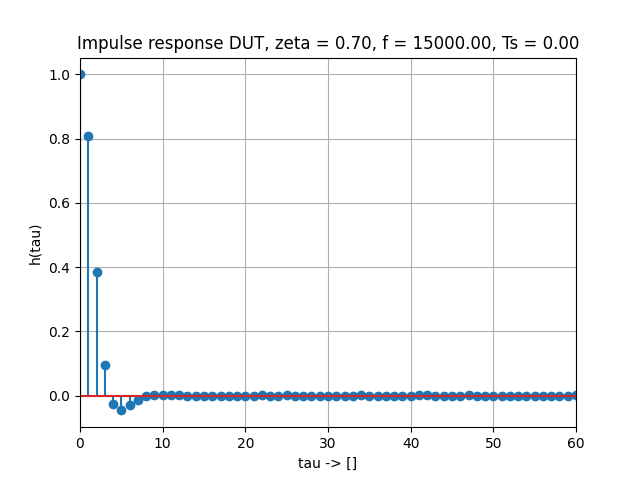 Impulse response DUT, zeta = 0.70, f = 15000.00, Ts = 0.00
1.0
0.8
0.6
0.4
0.2
0.0
h(tau)
0 10 20 30 40 50 60
tau -> []